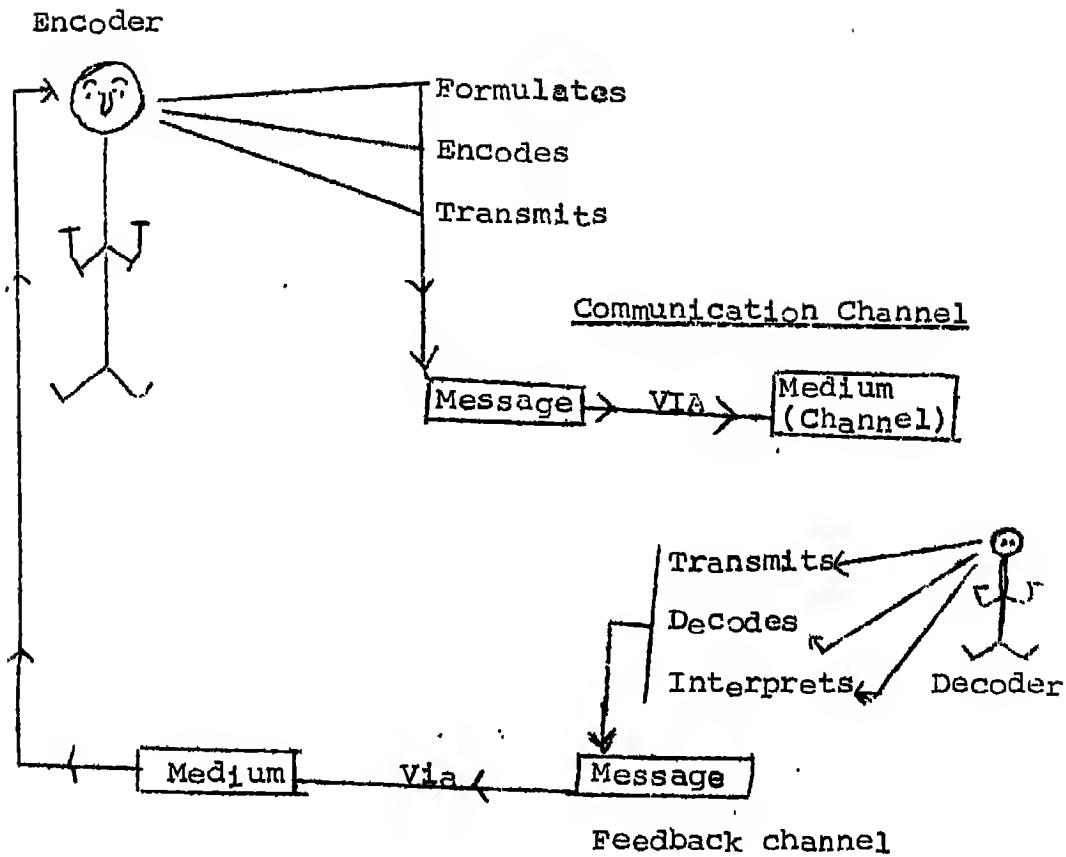 Encoder
Formulates
Encodes
Transmits
Communication Channel
Message
VIA
Medium
(Channel)
Transmits
Decodes
Interprets
Decoder
Medium
Via
Message
Feedback channel